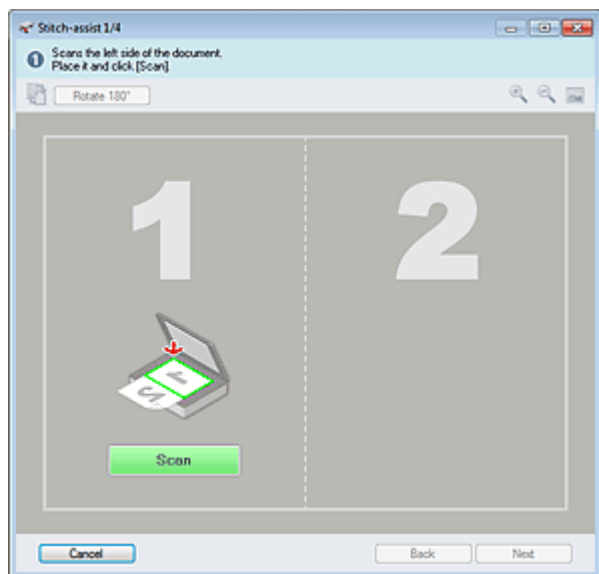 Stitch-assist 1/4
1 Scans the left side of the document.
Place it and click [Scan]
Rotate 180°
1 2
Scan
Cancel Back Next